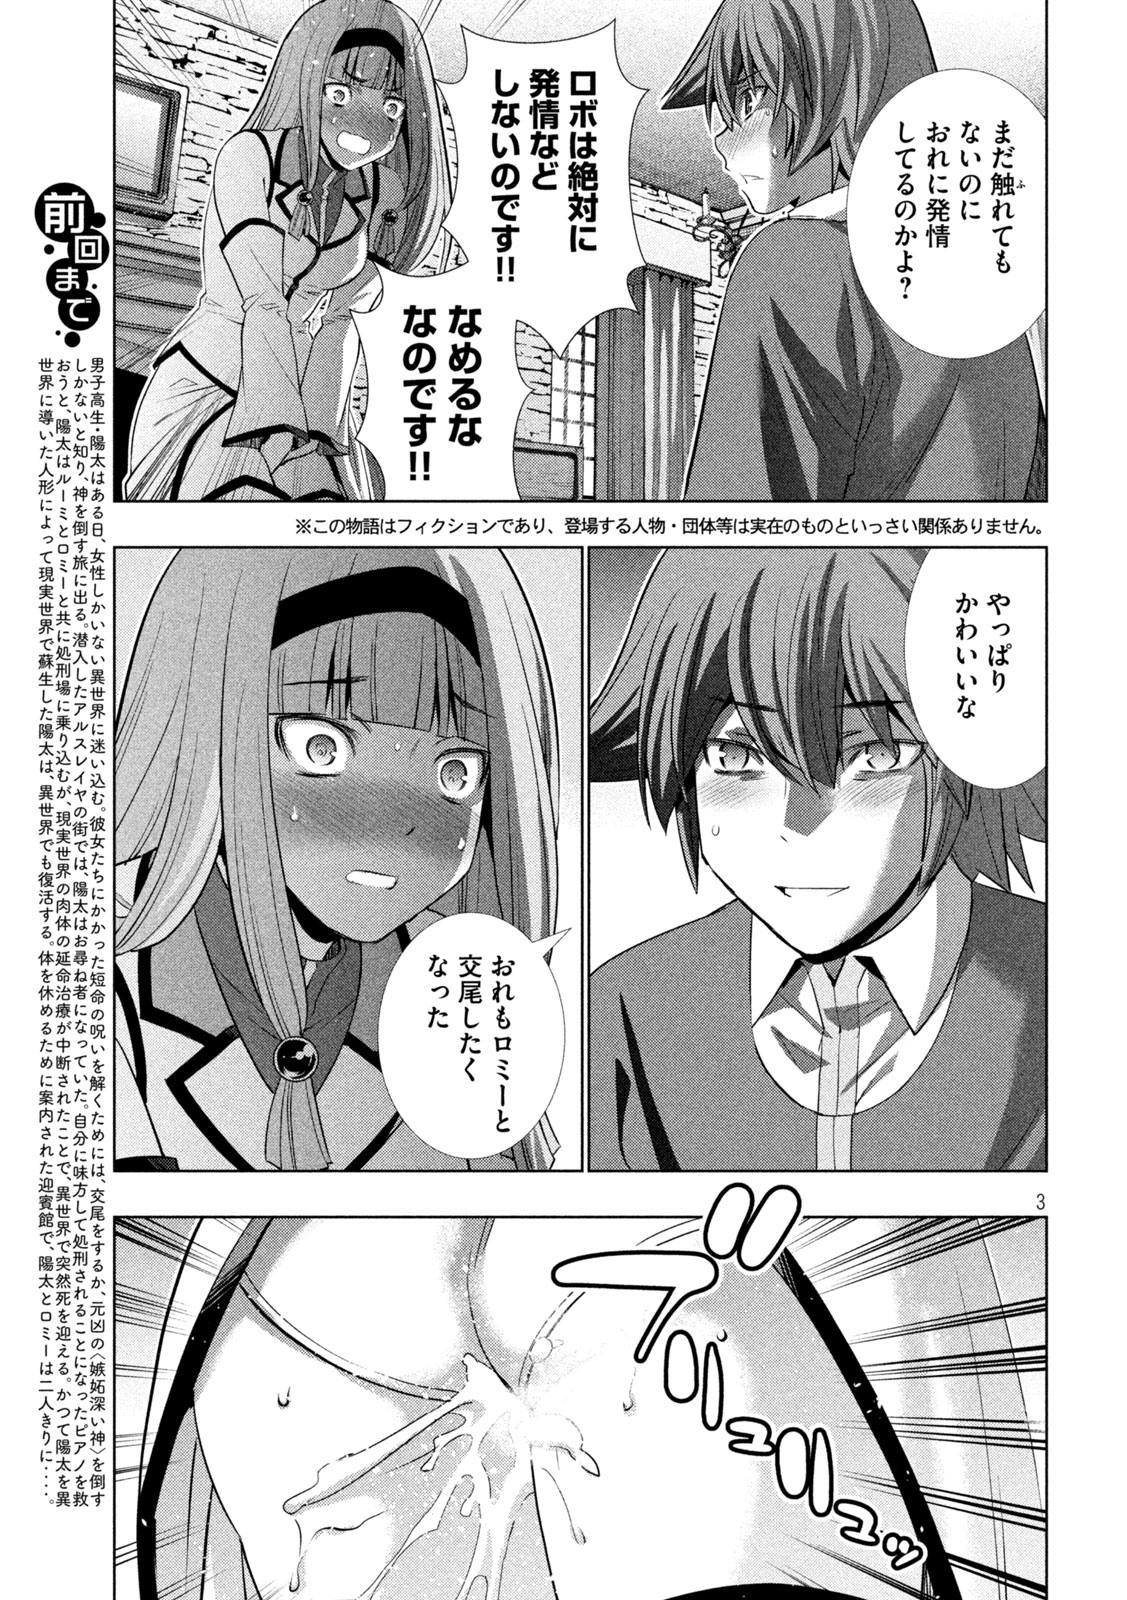 まだ触れても
ないのに
おれに発情
してるのかよ?
ふ
ロボは絶対に
発情など
しないのです!!
なめるな
なのです!!
※この物語はフィクションであり、登場する人物・団体等は実在のものといっさい関係ありません。
やっぱり
かわいいな
おれもロミーと
交尾したく
なった
3
ブジュ
ジュュッ
前回まで
男子高生・陽太はある日、女性しかいない異世界に迷い込む。彼女たちにかかった短命の呪いを解くためには、交尾をするか、元凶の〈嫉妬深い神〉を倒す
しかないと知り、神を倒す旅に出る。潜入したアルスレイヤの街では、陽太はお尋ね者になっていた。自分に味方して処刑されることになったピアノを救
おうと、陽太はルーミとロミーと共に処刑場に乗り込むが、現実世界の肉体の延命治療が中断されたことで、異世界で突然死を迎える。かつて陽太を異
世界に導いた人形によって現実世界で蘇生した陽太は、異世界でも復活する。体を休めるために案内された迎賓館で、陽太とロミーは二人きりに‥‥。